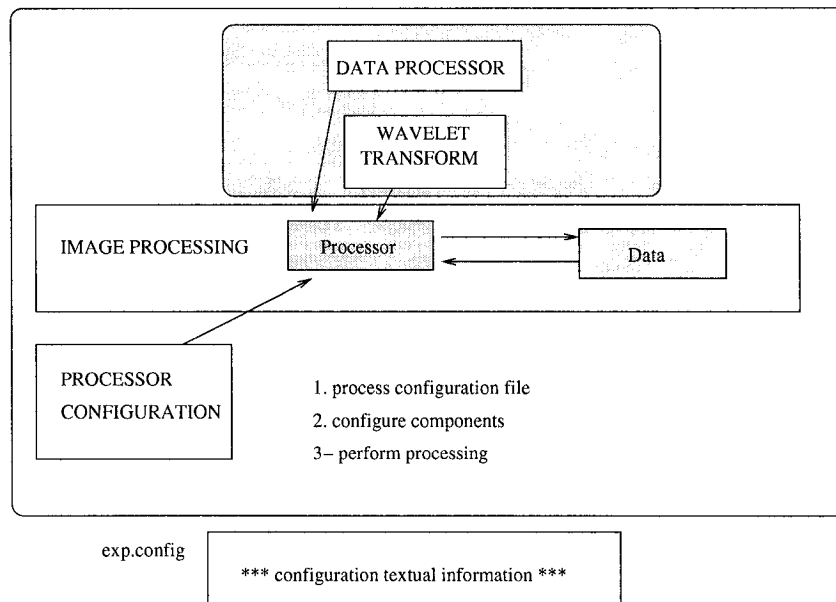 DATA PROCESSOR
WAVELET
TRANSFORM
IMAGE PROCESSING
Processor
Data
PROCESSOR
CONFIGURATION
1. process configuration file
2. configure components
3– perform processing
exp.config
*** configuration textual information ***